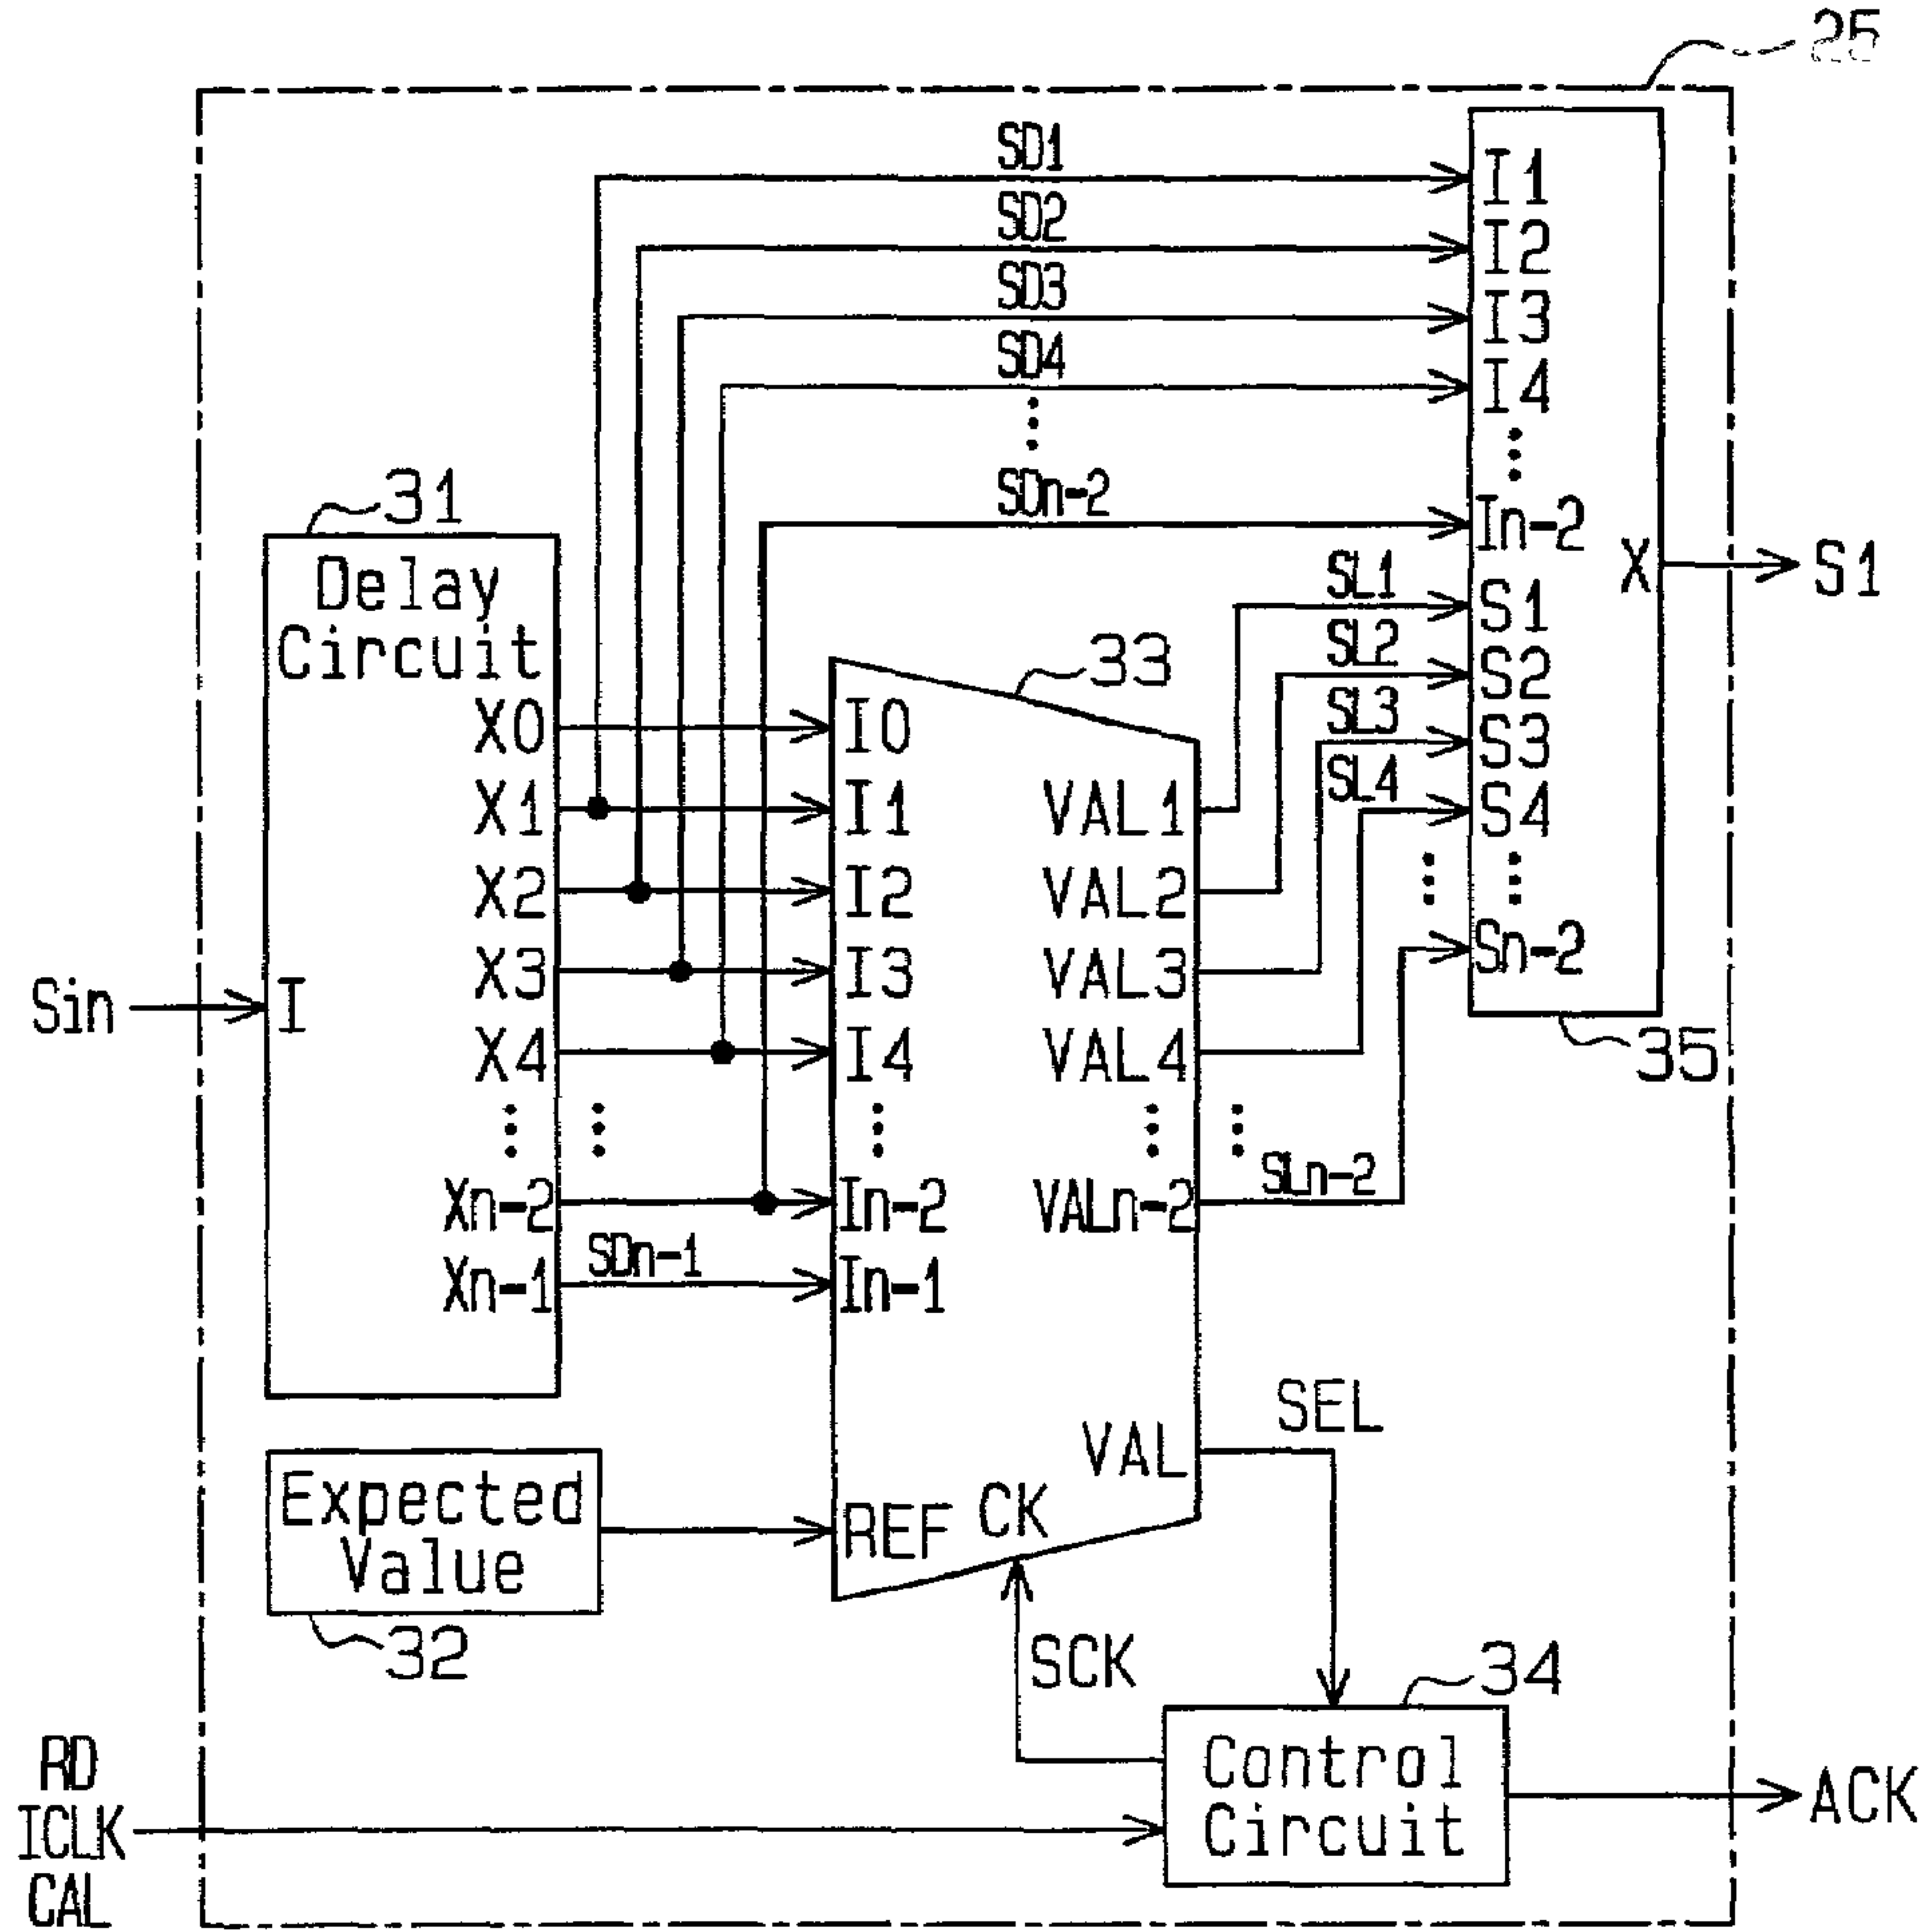 25
SD1
I1
SD2
I2
SD3
I3
SD4
I4
SDn-2
In-2
X
S1
31
Delay
Circuit
X0
X1
X2
X3
X4
Xn-2
Xn-1
SDn-1
Sin
I
33
I0
I1
I2
I3
I4
In-2
In-1
VAL1
VAL2
VAL3
VAL4
VALn-2
VAL
REF
CK
SL1
S1
SL2
S2
SL3
S3
SL4
S4
SLn-2
Sn-2
35
SEL
Expected
Value
32
SCK
34
Control
Circuit
RD
ICLK
CAL
ACK